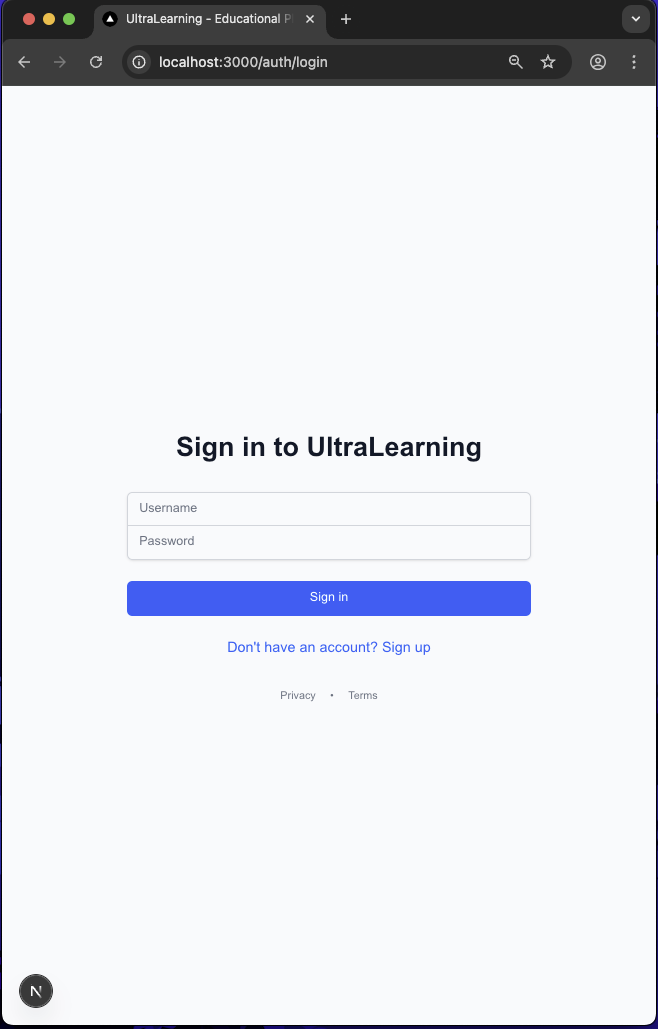 UltraLearning - Educational P
localhost:3000/auth/login
Sign in to UltraLearning
Username
Password
Sign in
Don't have an account? Sign up
Privacy • Terms
N